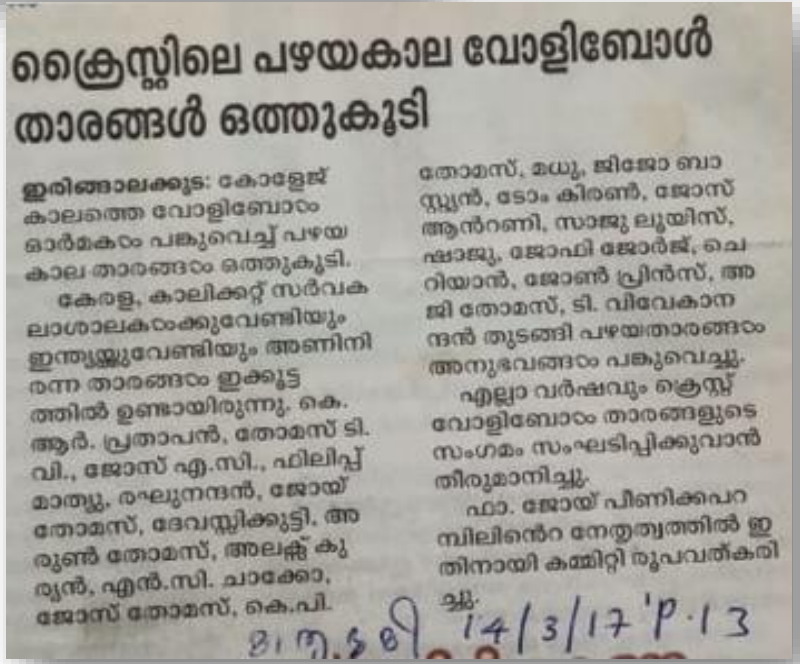 ക്രൈസ്റ്റിലെ പഴയകാല വോളിബോൾ
താരങ്ങൾ ഒത്തുകൂടി
ഇരിങ്ങാലക്കുട: കോളേജ്
കാലത്തെ വോളിബോൾ
ഓർമകൾ പങ്കുവെച്ച് പഴയ
കാല താരങ്ങൾ ഒത്തുകൂടി.
കേരള, കാലിക്കറ്റ് സർവക
ലാശാലകൾക്കുവേണ്ടിയും
ഇന്ത്യയ്ക്കുവേണ്ടിയും അണിനി
രന്ന താരങ്ങൾ ഇക്കൂട്ട
ത്തിൽ ഉണ്ടായിരുന്നു. കെ.
ആർ. പ്രതാപൻ, തോമസ് ടി.
വി., ജോസ് എ.സി., ഫിലിപ്പ്
മാത്യു, രഘുനന്ദൻ, ജോയ്
തോമസ്, ദേവസ്സിക്കുട്ടി, അ
രുൺ തോമസ്, അലക്സ് കു
ര്യൻ, എൻ.സി. ചാക്കോ,
ജോസ് തോമസ്, കെ.പി.
തോമസ്, മധു, ജിജോ ബാ
സ്റ്റ്യൻ, ടോം കിരൺ, ജോസ്
ആൻറണി, സാജു ലൂയിസ്,
ഷാജു, ജോഫി ജോർജ്, ചെ
റിയാൻ, ജോൺ പ്രിൻസ്, അ
ജി തോമസ്, ടി. വിവേകാന
ന്ദൻ തുടങ്ങി പഴയതാരങ്ങൾ
അനുഭവങ്ങൾ പങ്കുവെച്ചു.
എല്ലാ വർഷവും ക്രെസ്റ്റ്
വോളിബോൾ താരങ്ങളുടെ
സംഗമം സംഘടിപ്പിക്കുവാൻ
തീരുമാനിച്ചു.
ഫാ. ജോയ് പീണിക്കപറ
മ്പിലിൻെറ നേതൃത്വത്തിൽ ഇ
തിനായി കമ്മിറ്റി രൂപവത്കരി
ച്ചു.
14/3/17 P.13